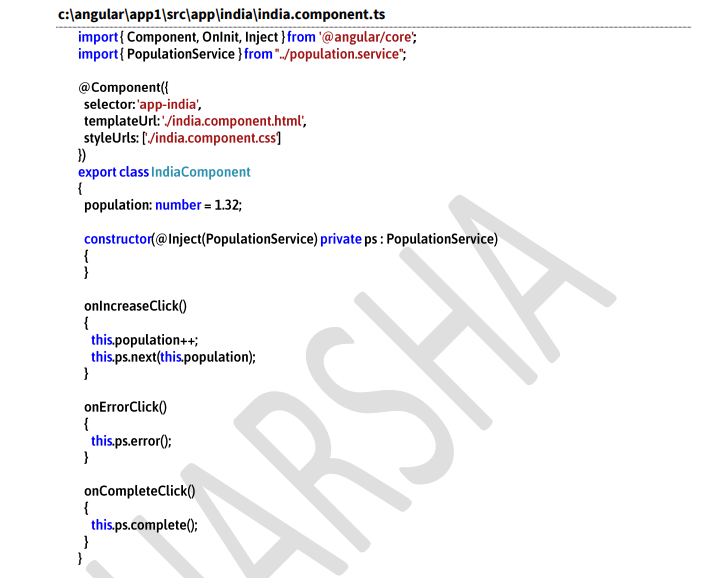 c:\angular\app1\src\app\india\india.component.ts
import { Component, OnInit, Inject } from '@angular/core';
import { PopulationService } from "../population.service";
@Component({
selector: 'app-india',
templateUrl: './india.component.html',
styleUrls: ['./india.component.css']
})
export class IndiaComponent
{
population: number = 1.32;
constructor(@Inject(PopulationService) private ps : PopulationService)
{
}
onIncreaseClick()
{
this.population++;
this.ps.next(this.population);
}
onErrorClick()
{
this.ps.error();
}
onCompleteClick()
{
this.ps.complete();
}
}